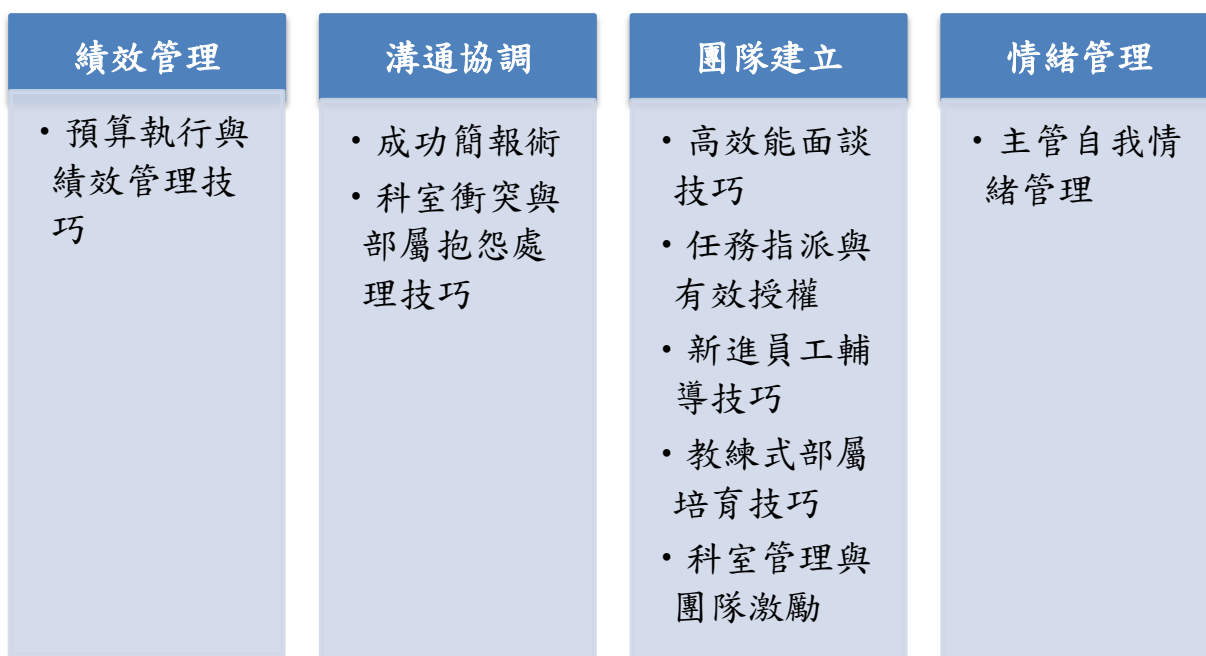 績效管理
• 預算執行與
績效管理技
巧
溝通協調
• 成功簡報術
• 科室衝突與
部屬抱怨處
理技巧
團隊建立
• 高效能面談
技巧
• 任務指派與
有效授權
• 新進員工輔
導技巧
• 教練式部屬
培育技巧
• 科室管理與
團隊激勵
情緒管理
• 主管自我情
緒管理